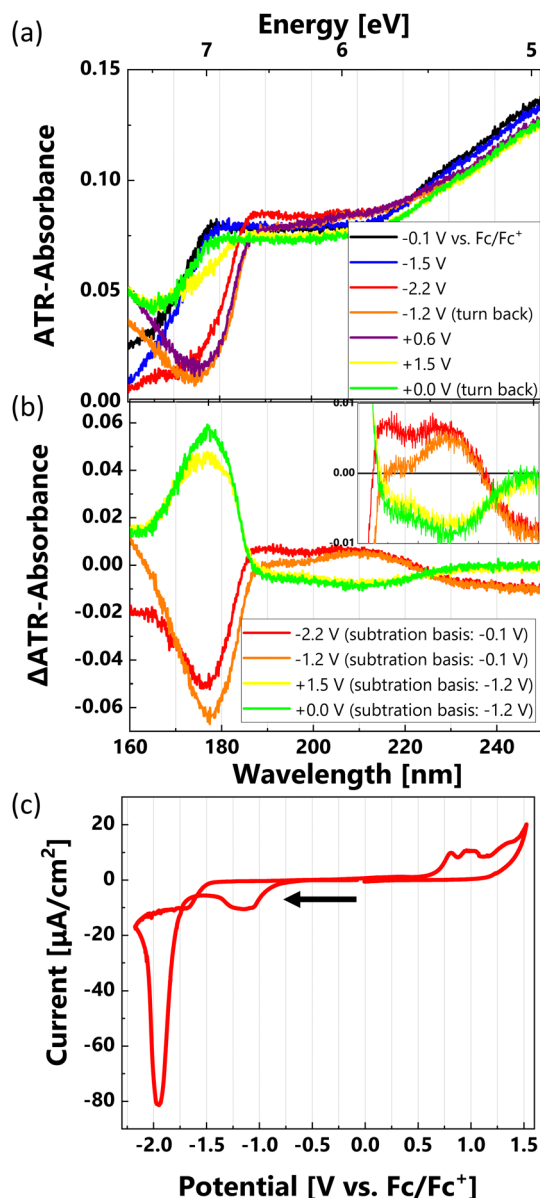 (a)
Energy [eV]
7 6 5
0.15
0.10
0.05
0.00
ATR-Absorbance
-0.1 V vs. Fc/Fc+
-1.5 V
-2.2 V
-1.2 V (turn back)
+0.6 V
+1.5 V
+0.0 V (turn back)
(b)
0.06
0.04
0.02
0.00
-0.02
-0.04
-0.06
ΔATR-Absorbance
0.01
0.00
-0.01
-2.2 V (subtration basis: -0.1 V)
-1.2 V (subtration basis: -0.1 V)
+1.5 V (subtration basis: -1.2 V)
+0.0 V (subtration basis: -1.2 V)
160 180 200 220 240
Wavelength [nm]
(c)
20
0
-20
-40
-60
-80
Current [µA/cm²]
-2.0 -1.5 -1.0 -0.5 0.0 0.5 1.0 1.5
Potential [V vs. Fc/Fc+]